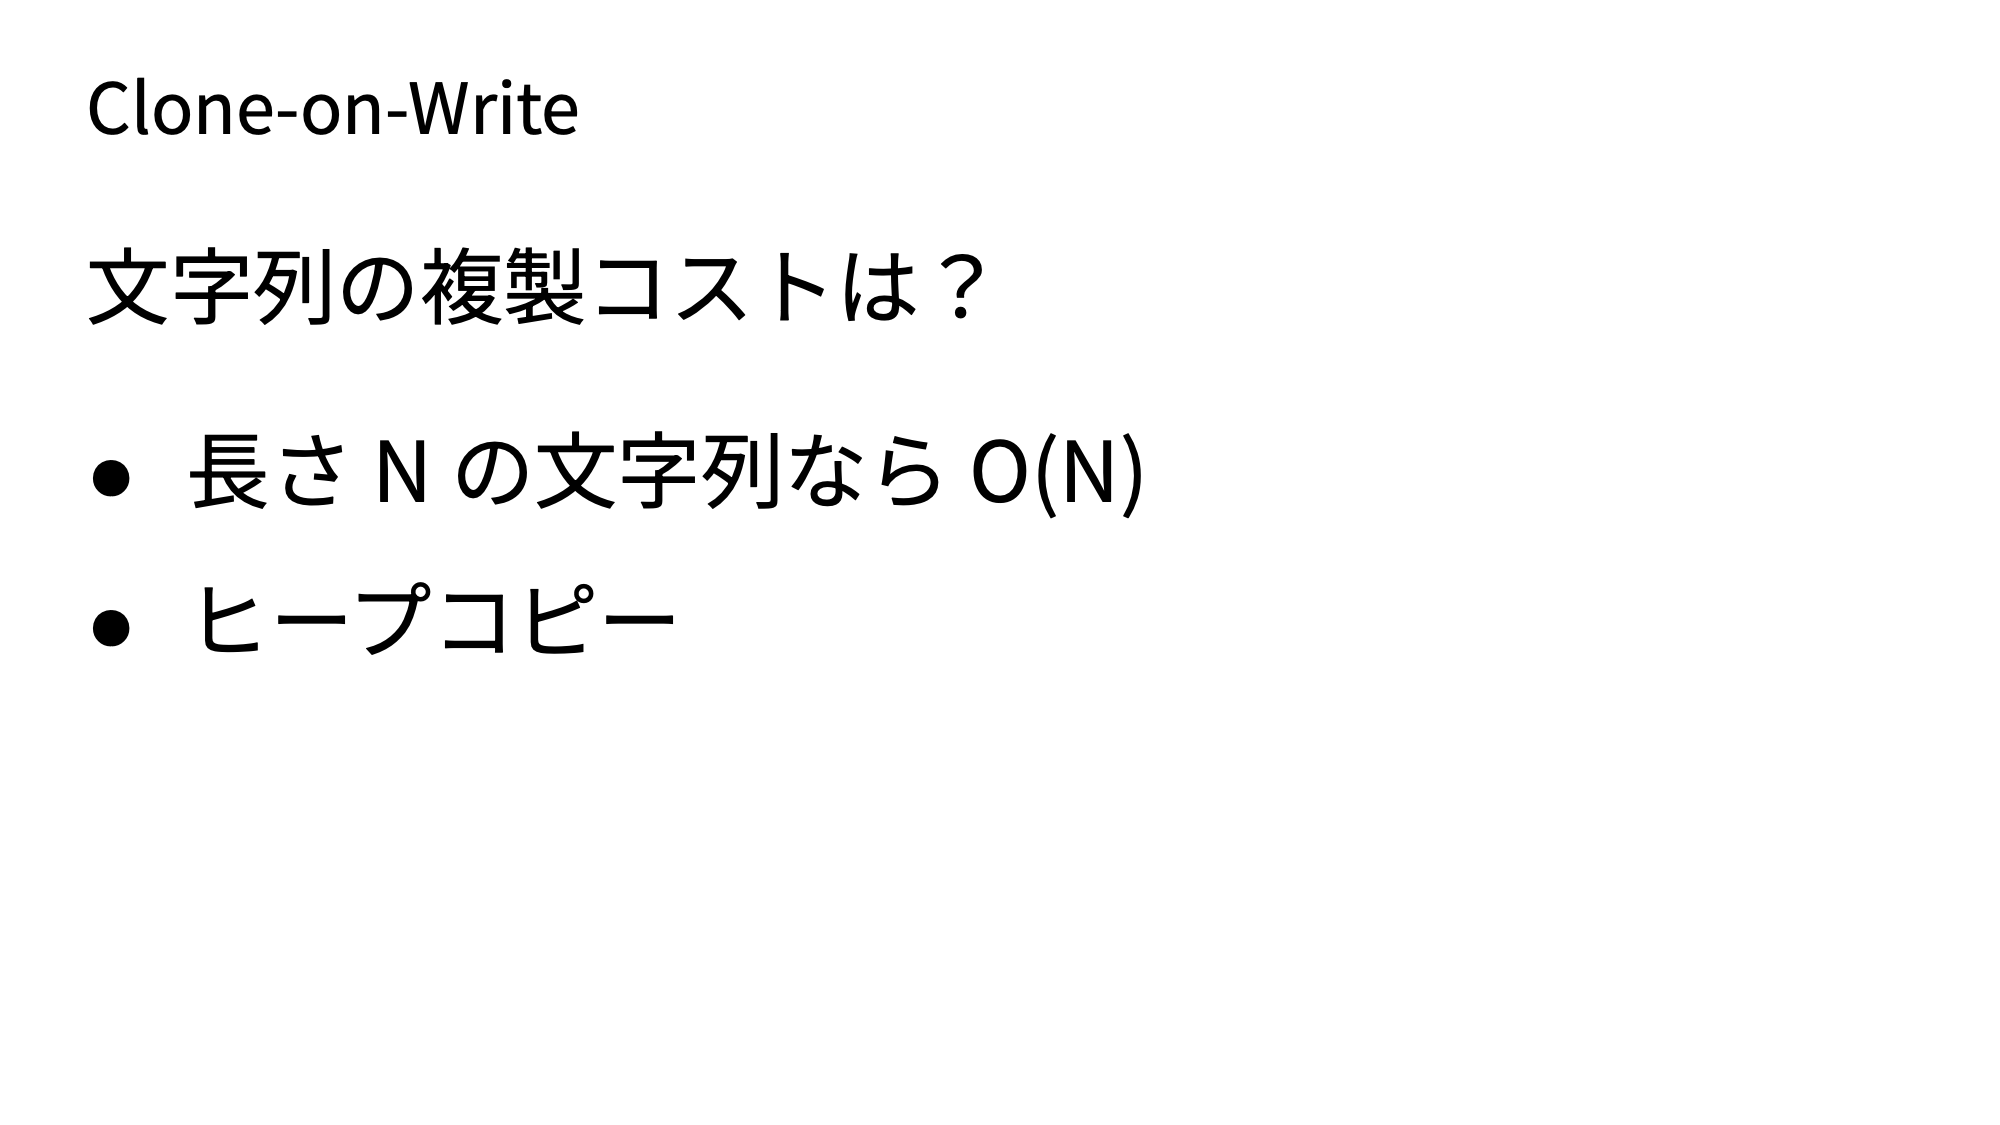 Clone-on-Write
文字列の複製コストは？
● 長さ N の文字列なら O(N)
● ヒープコピー